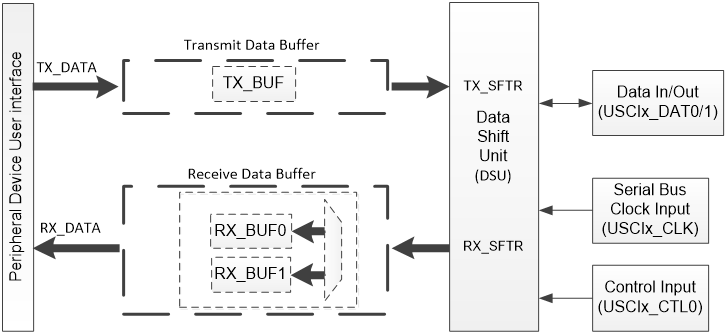 Peripheral Device User interface
Transmit Data Buffer
TX_DATA
TX_BUF
Receive Data Buffer
RX_DATA
RX_BUF0
RX_BUF1
TX_SFTR
Data
Shift
Unit
(DSU)
RX_SFTR
Data In/Out
(USCIx_DAT0/1)
Serial Bus
Clock Input
(USCIx_CLK)
Control Input
(USCIx_CTL0)